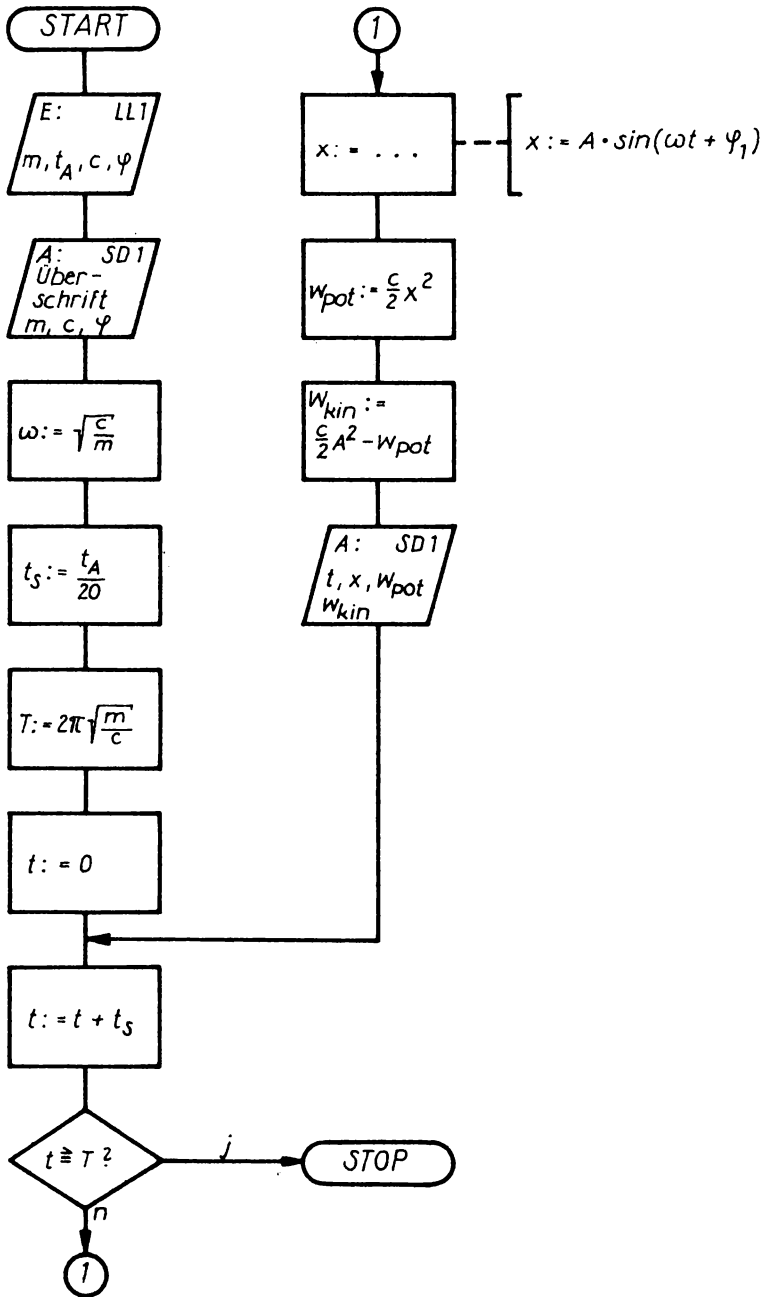 START
E: LL1
m, t_A, c, φ
A: SD1
Über-
schrift
m, c, φ
ω:= √(c/m)
t_s:= t_A/20
T:= 2π√(m/c)
t:= 0
t:= t + t_s
t ≧ T ?
j
STOP
n
1
1
x:= . . .
x:= A·sin(ωt + φ_1)
W_pot:= c/2 x²
W_kin:=
c/2 A² – W_pot
A: SD1
t, x, W_pot
W_kin